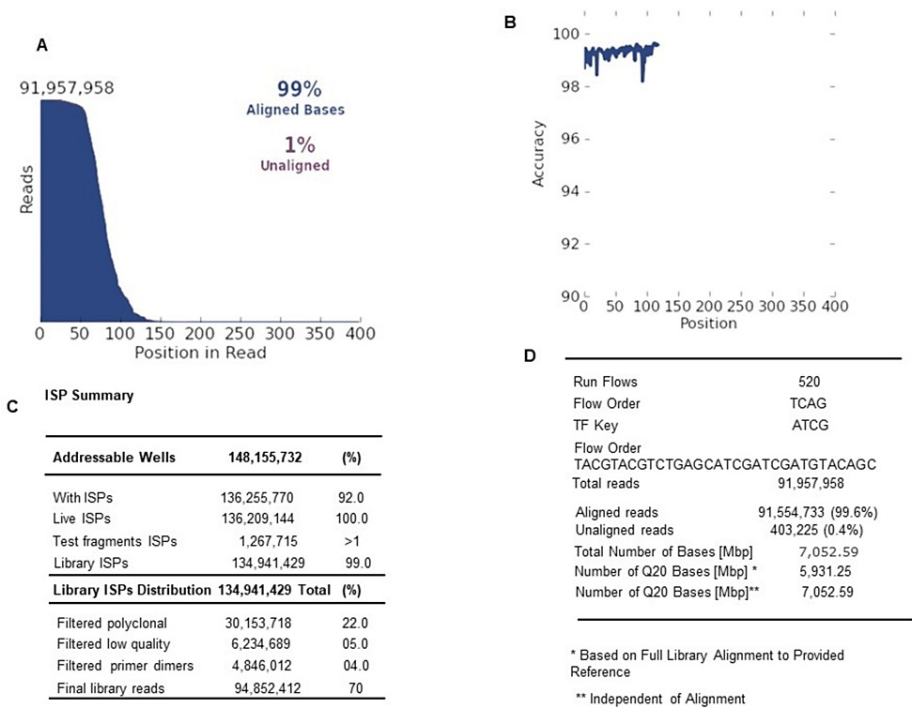 A
91,957,958
99%
Aligned Bases
1%
Unaligned
Reads
0 50 100 150 200 250 300 350 400
Position in Read
B
100
98
96
94
92
90
Accuracy
0 50 100 150 200 250 300 350 400
Position
C
ISP Summary
Addressable Wells 148,155,732 (%)
With ISPs 136,255,770 92.0
Live ISPs 136,209,144 100.0
Test fragments ISPs 1,267,715 >1
Library ISPs 134,941,429 99.0
Library ISPs Distribution 134,941,429 Total (%)
Filtered polyclonal 30,153,718 22.0
Filtered low quality 6,234,689 05.0
Filtered primer dimers 4,846,012 04.0
Final library reads 94,852,412 70
D
Run Flows 520
Flow Order TCAG
TF Key ATCG
Flow Order
TACGTACGTCTGAGCATCGATCGATGTACAGC
Total reads 91,957,958
Aligned reads 91,554,733 (99.6%)
Unaligned reads 403,225 (0.4%)
Total Number of Bases [Mbp] 7,052.59
Number of Q20 Bases [Mbp] * 5,931.25
Number of Q20 Bases [Mbp]** 7,052.59
* Based on Full Library Alignment to Provided
Reference
** Independent of Alignment